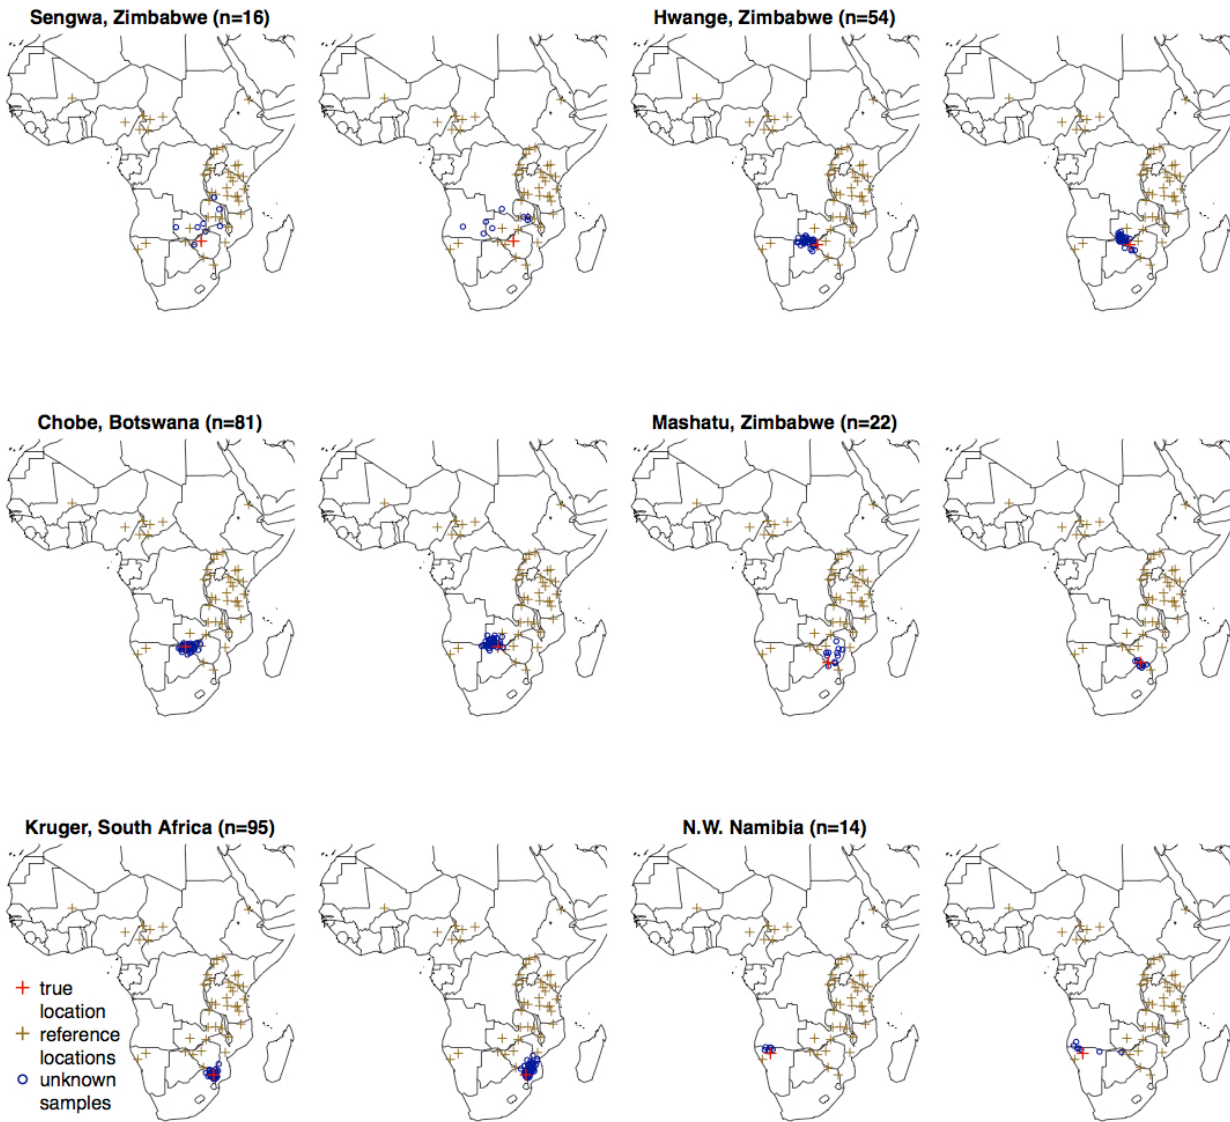 Sengwa, Zimbabwe (n=16)
Hwange, Zimbabwe (n=54)
Chobe, Botswana (n=81)
Mashatu, Zimbabwe (n=22)
Kruger, South Africa (n=95)
N.W. Namibia (n=14)
true
location
reference
locations
unknown
samples